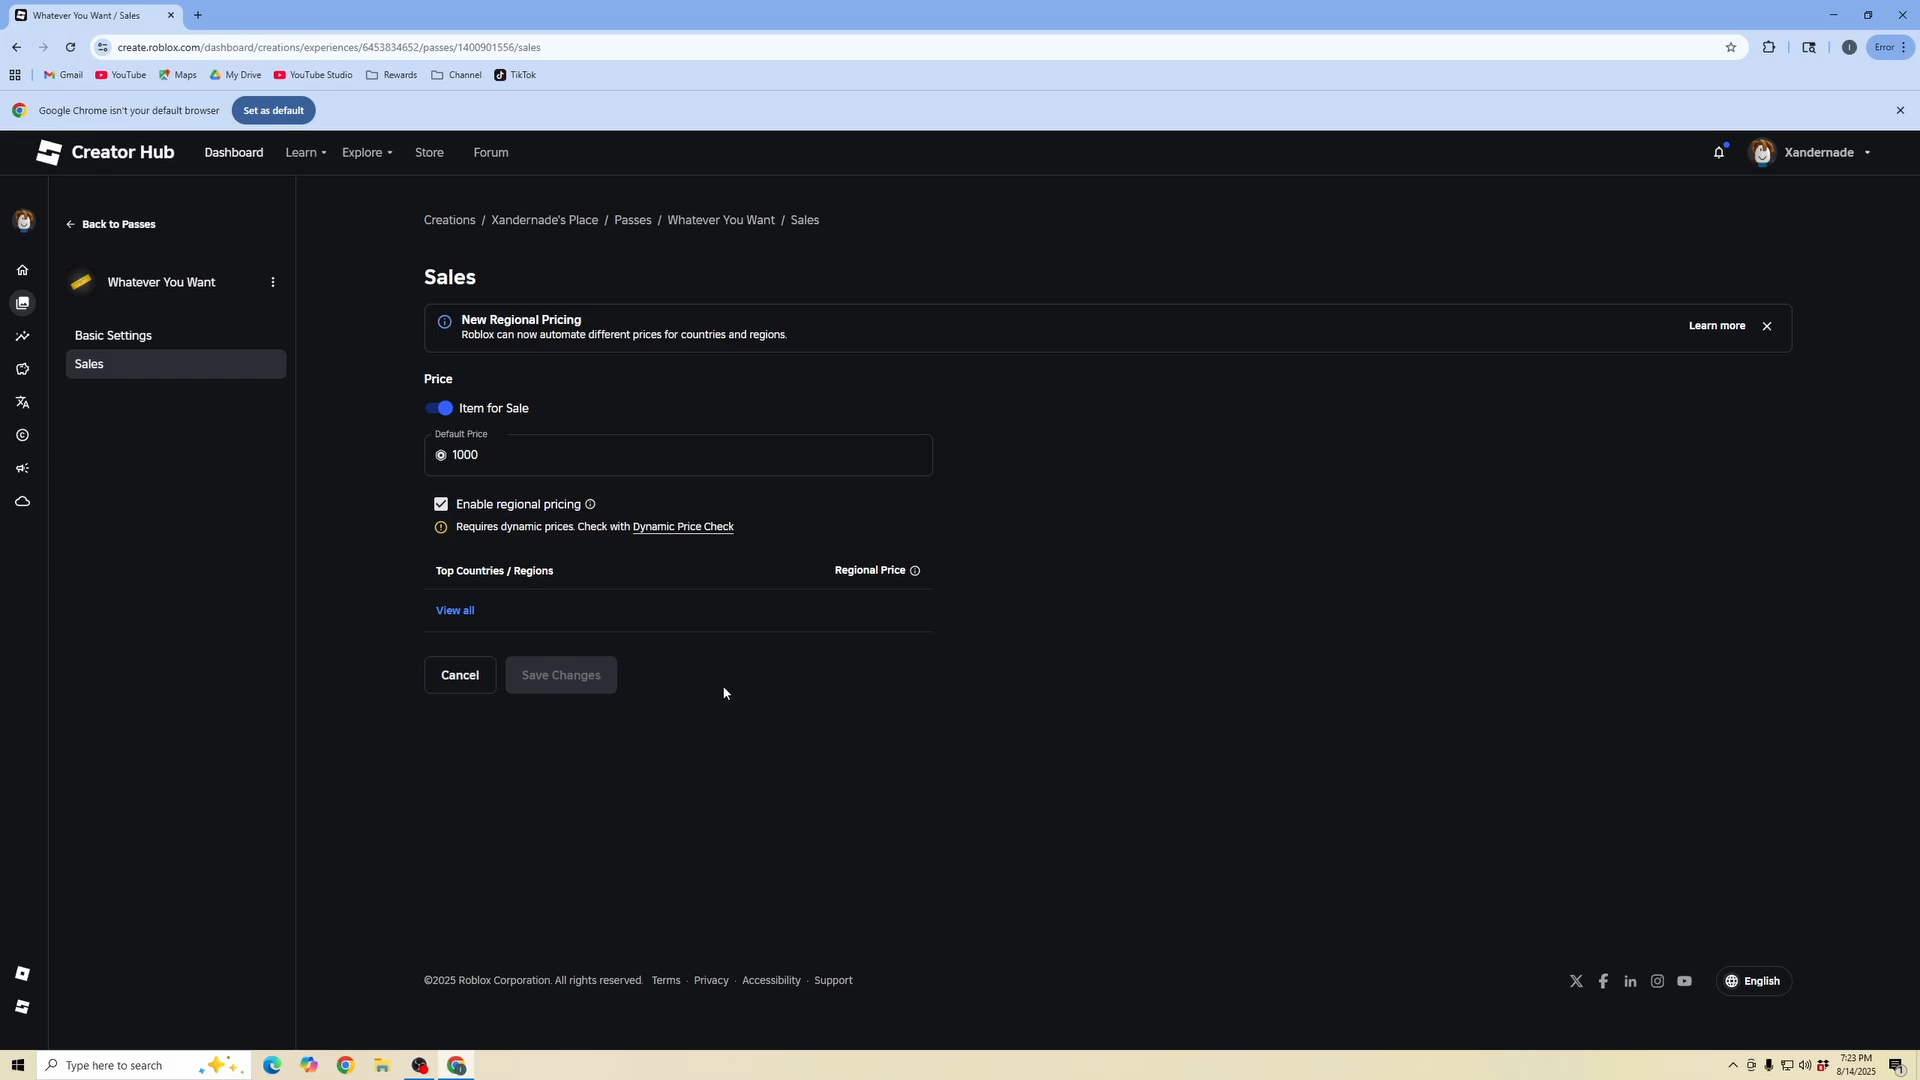 Whatever You Want / Sales
create.roblox.com/dashboard/creations/experiences/6453834652/passes/1400901556/sales
I
Error
Gmail
YouTube
Maps
My Drive
YouTube Studio
Rewards
Channel
TikTok
Google Chrome isn't your default browser
Set as default
Creator Hub
Dashboard
Learn
Explore
Store
Forum
Xandernade
Back to Passes
Creations / Xandernade's Place / Passes / Whatever You Want / Sales
Whatever You Want
Basic Settings
Sales
Sales
New Regional Pricing
Roblox can now automate different prices for countries and regions.
Learn more
Price
Item for Sale
Default Price
1000
Enable regional pricing
Requires dynamic prices. Check with Dynamic Price Check
Top Countries / Regions
Regional Price
View all
Cancel
Save Changes
©2025 Roblox Corporation. All rights reserved. Terms · Privacy · Accessibility · Support
English
Type here to search
7:23 PM
8/14/2025
1